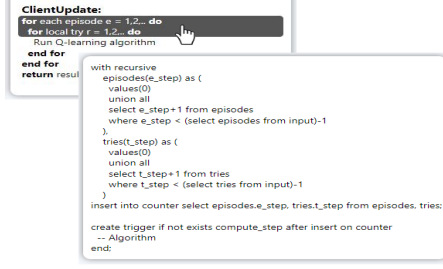 ClientUpdate:
for each episode e = 1,2,.. do
for local try r = 1,2... do
Run Q-learning algorithm
end for
end for
return
with recursive
episodes(e_step) as (
values(0)
union all
select e_step+1 from episodes
where e_step < (select episodes from input)-1
),
tries(t_step) as (
values(0)
union all
select t_step+1 from tries
where t_step < (select tries from input)-1
)
insert into counter select episodes.e_step, tries.t_step from episodes, tries;
create trigger if not exists compute_step after insert on counter
-- Algorithm
end;